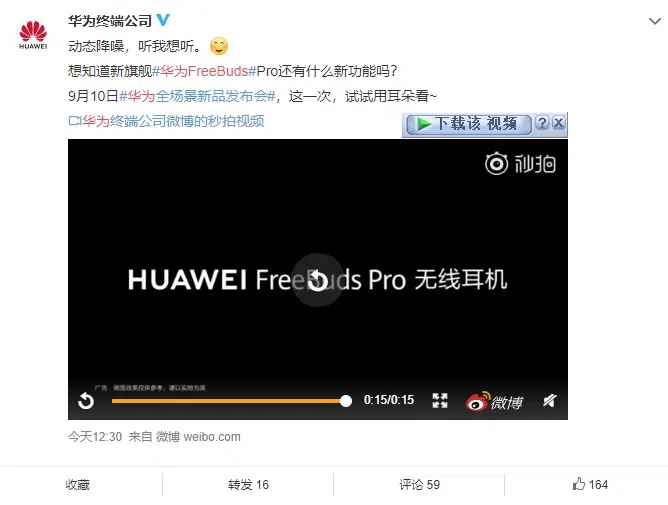 华为终端公司
HUAWEI
动态降噪，听我想听。
想知道新旗舰#华为FreeBuds#Pro还有什么新功能吗？
9月10日#华为全场景新品发布会#，这一次，试试用耳朵看~
华为终端公司微博的秒拍视频
下载该 视频 ? X
秒拍
HUAWEI FreeBuds Pro 无线耳机
广告 画面效果仅供参考，请以实物为准
0:15/0:15
微博
今天12:30 来自 微博 weibo.com
收藏 转发 16 评论 59 164